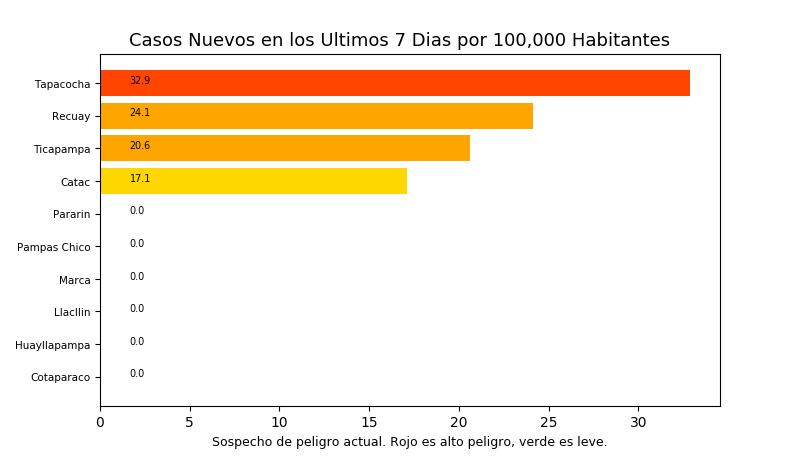 Casos Nuevos en los Ultimos 7 Dias por 100,000 Habitantes
Tapacocha 32.9
Recuay 24.1
Ticapampa 20.6
Catac 17.1
Pararin 0.0
Pampas Chico 0.0
Marca 0.0
Llacllin 0.0
Huayllapampa 0.0
Cotaparaco 0.0
0 5 10 15 20 25 30
Sospecho de peligro actual. Rojo es alto peligro, verde es leve.